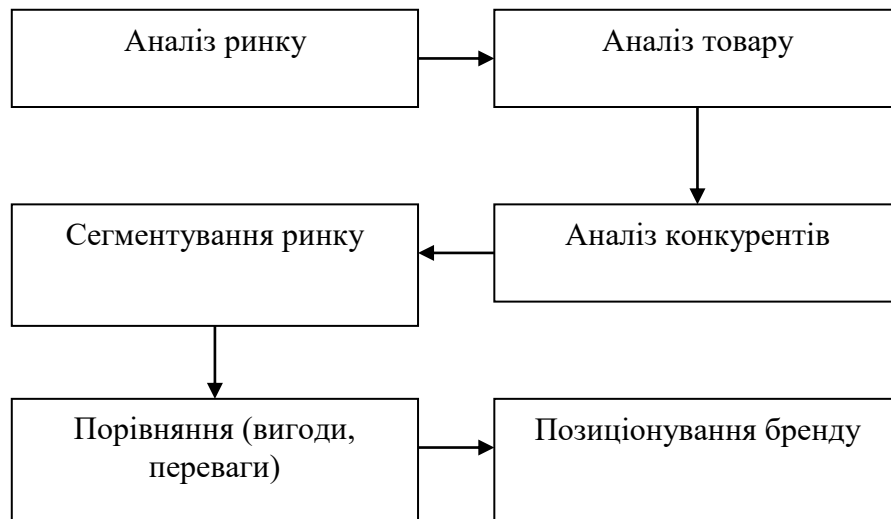 Аналіз ринку
Аналіз товару
Аналіз конкурентів
Сегментування ринку
Порівняння (вигоди,
переваги)
Позиціонування бренду